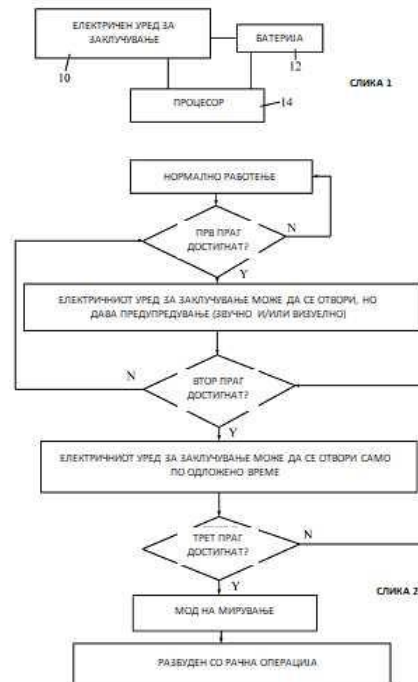 ЕЛЕКТРИЧЕН УРЕД ЗА
ЗАКЛУЧУВАЊЕ
10
БАТЕРИЈА
12
ПРОЦЕСОР
14
СЛИКА 1
НОРМАЛНО РАБОТЕЊЕ
ПРВ ПРАГ
ДОСТИГНАТ?
N
Y
ЕЛЕКТРИЧНИОТ УРЕД ЗА ЗАКЛУЧУВАЊЕ МОЖЕ ДА СЕ ОТВОРИ, НО
ДАВА ПРЕДУПРЕДУВАЊЕ (ЗВУЧНО И/ИЛИ ВИЗУЕЛНО)
N
ВТОР ПРАГ
ДОСТИГНАТ?
Y
ЕЛЕКТРИЧНИОТ УРЕД ЗА ЗАКЛУЧУВАЊЕ МОЖЕ ДА СЕ ОТВОРИ САМО
ПО ОДЛОЖЕНО ВРЕМЕ
ТРЕТ ПРАГ
ДОСТИГНАТ?
N
Y
СЛИКА 2
МОД НА МИРУВАЊЕ
РАЗБУДЕН СО РАЧНА ОПЕРАЦИЈА